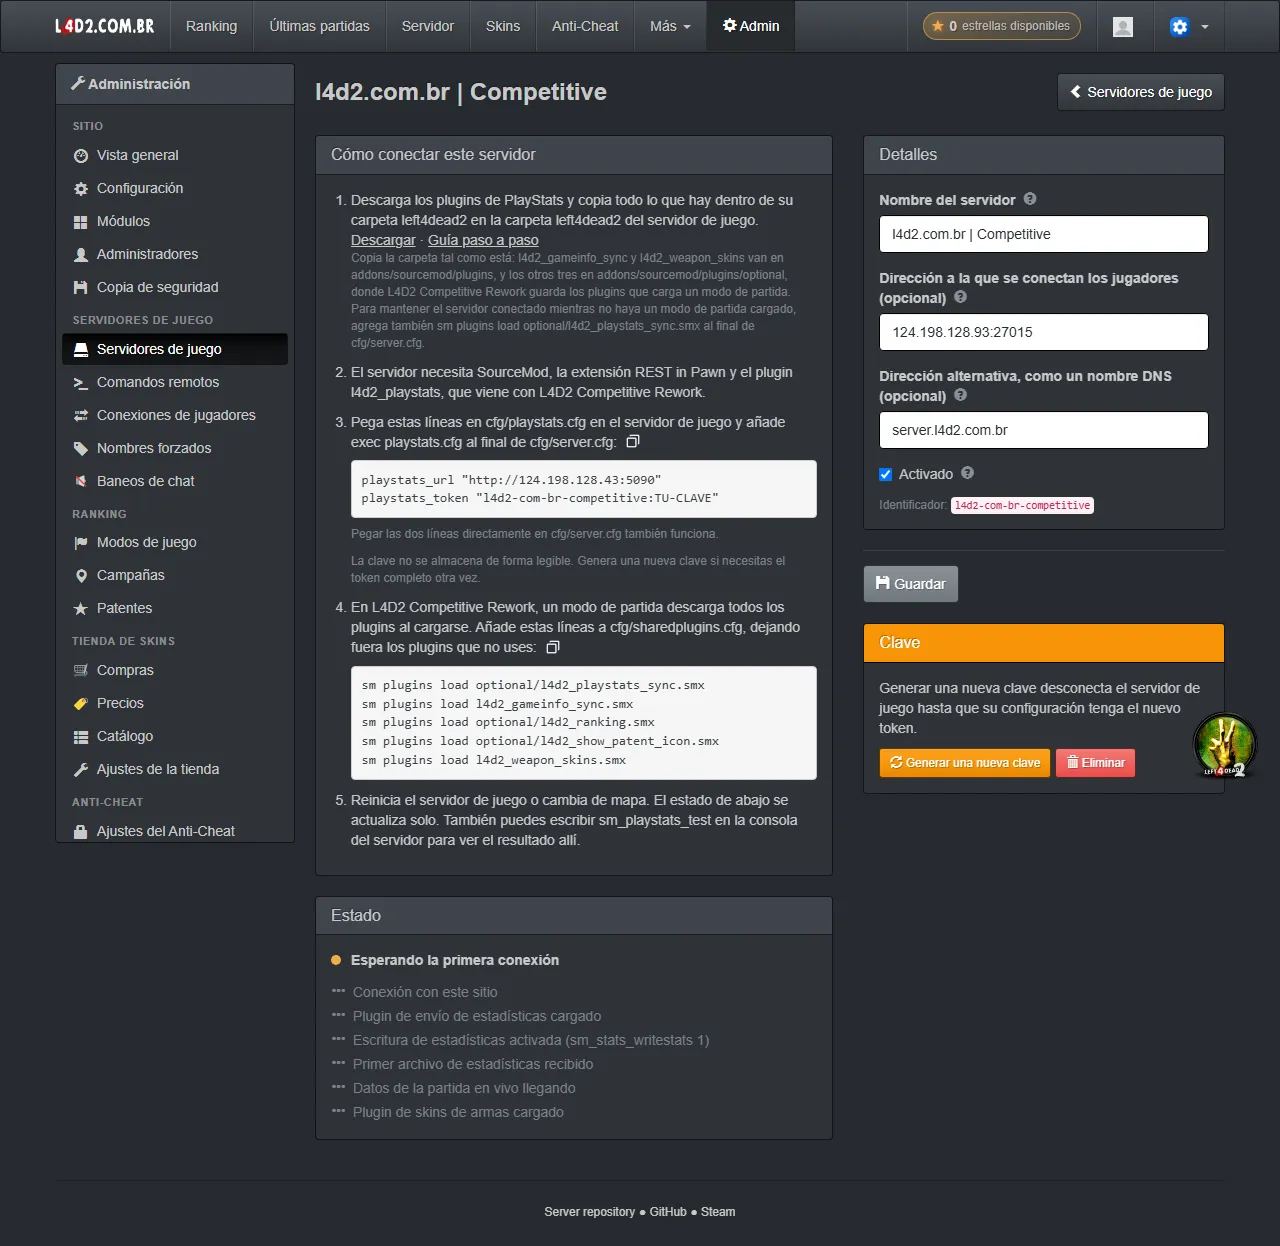 L4D2.COM.BR
Ranking
Últimas partidas
Servidor
Skins
Anti-Cheat
Más
Admin
0 estrellas disponibles
Administración
SITIO
Vista general
Configuración
Módulos
Administradores
Copia de seguridad
SERVIDORES DE JUEGO
Servidores de juego
Comandos remotos
Conexiones de jugadores
Nombres forzados
Baneos de chat
RANKING
Modos de juego
Campañas
Patentes
TIENDA DE SKINS
Compras
Precios
Catálogo
Ajustes de la tienda
ANTI-CHEAT
Ajustes del Anti-Cheat
l4d2.com.br | Competitive
Servidores de juego
Cómo conectar este servidor
1. Descarga los plugins de PlayStats y copia todo lo que hay dentro de su
carpeta left4dead2 en la carpeta left4dead2 del servidor de juego.
Descargar · Guía paso a paso
Copia la carpeta tal como está: l4d2_gameinfo_sync y l4d2_weapon_skins van en
addons/sourcemod/plugins, y los otros tres en addons/sourcemod/plugins/optional,
donde L4D2 Competitive Rework guarda los plugins que carga un modo de partida.
Para mantener el servidor conectado mientras no haya un modo de partida cargado,
agrega también sm plugins load optional/l4d2_playstats_sync.smx al final de
cfg/server.cfg.
2. El servidor necesita SourceMod, la extensión REST in Pawn y el plugin
l4d2_playstats, que viene con L4D2 Competitive Rework.
3. Pega estas líneas en cfg/playstats.cfg en el servidor de juego y añade
exec playstats.cfg al final de cfg/server.cfg:
playstats_url "http://124.198.128.43:5090"
playstats_token "l4d2-com-br-competitive:TU-CLAVE"
Pegar las dos líneas directamente en cfg/server.cfg también funciona.
La clave no se almacena de forma legible. Genera una nueva clave si necesitas el
token completo otra vez.
4. En L4D2 Competitive Rework, un modo de partida descarga todos los
plugins al cargarse. Añade estas líneas a cfg/sharedplugins.cfg, dejando
fuera los plugins que no uses:
sm plugins load optional/l4d2_playstats_sync.smx
sm plugins load l4d2_gameinfo_sync.smx
sm plugins load optional/l4d2_ranking.smx
sm plugins load optional/l4d2_show_patent_icon.smx
sm plugins load l4d2_weapon_skins.smx
5. Reinicia el servidor de juego o cambia de mapa. El estado de abajo se
actualiza solo. También puedes escribir sm_playstats_test en la consola
del servidor para ver el resultado allí.
Estado
Esperando la primera conexión
Conexión con este sitio
Plugin de envío de estadísticas cargado
Escritura de estadísticas activada (sm_stats_writestats 1)
Primer archivo de estadísticas recibido
Datos de la partida en vivo llegando
Plugin de skins de armas cargado
Detalles
Nombre del servidor
l4d2.com.br | Competitive
Dirección a la que se conectan los jugadores
(opcional)
124.198.128.93:27015
Dirección alternativa, como un nombre DNS
(opcional)
server.l4d2.com.br
Activado
Identificador: l4d2-com-br-competitive
Guardar
Clave
Generar una nueva clave desconecta el servidor de
juego hasta que su configuración tenga el nuevo
token.
Generar una nueva clave
Eliminar
LEFT4DEAD2
Server repository ● GitHub ● Steam